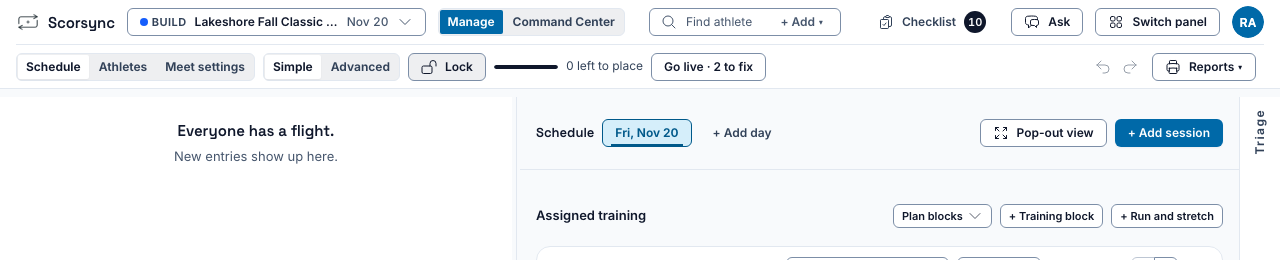 Scorsync
BUILD Lakeshore Fall Classic ... Nov 20
Manage Command Center
Find athlete + Add ▾
Checklist 10
Ask
Switch panel
RA
Schedule Athletes Meet settings
Simple Advanced
Lock
0 left to place
Go live · 2 to fix
Reports ▾
Everyone has a flight.
New entries show up here.
Schedule Fri, Nov 20 + Add day
Pop-out view
+ Add session
Triage
Assigned training
Plan blocks
+ Training block
+ Run and stretch